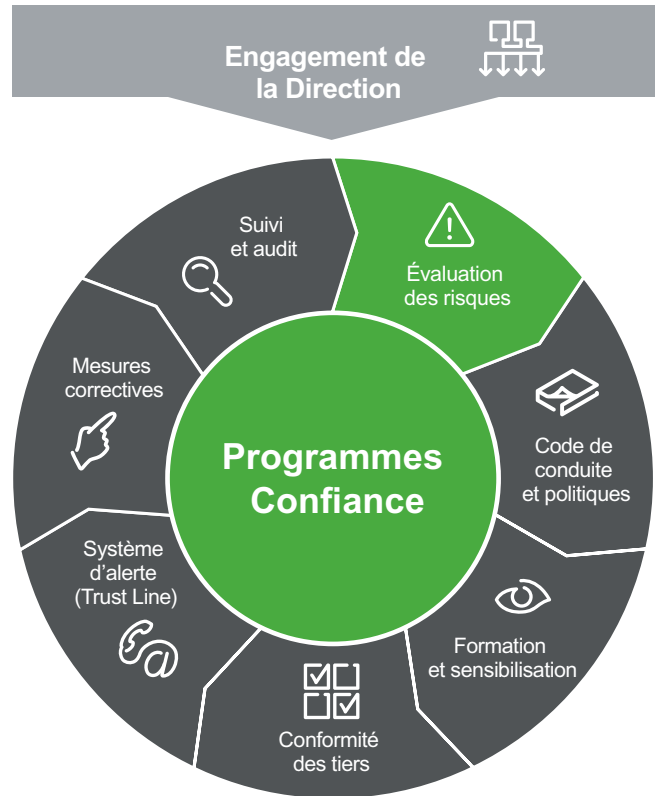 Engagement de
la Direction
Évaluation
des risques
Code de
conduite
et politiques
Formation
et sensibilisation
Conformité
des tiers
Système
d’alerte
(Trust Line)
Mesures
correctives
Suivi
et audit
Programmes
Confiance